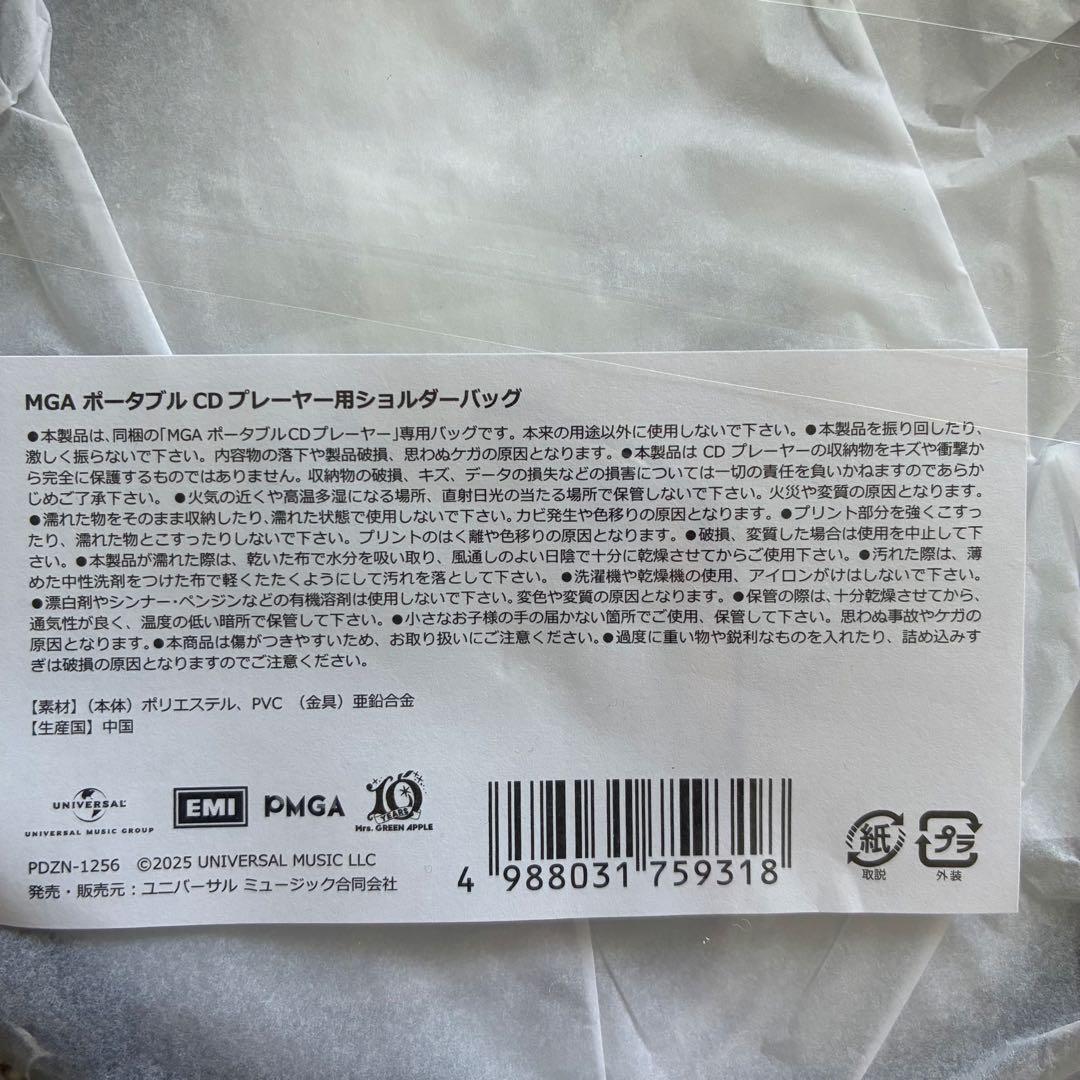 MGA ポータブル CD プレーヤー用ショルダーバッグ
●本製品は、同梱の「MGA ポータブルCDプレーヤー」専用バッグです。本来の用途以外に使用しないで下さい。●本製品を振り回したり、
激しく振らないで下さい。内容物の落下や製品破損、思わぬケガの原因となります。●本製品は CD プレーヤーの収納物をキズや衝撃か
ら完全に保護するものではありません。収納物の破損、キズ、データの損失などの損害については一切の責任を負いかねますのであらか
じめご了承下さい。●火気の近くや高温多湿になる場所、直射日光の当たる場所で保管しないで下さい。火災や変質の原因となります。
●濡れた物をそのまま収納したり、濡れた状態で使用しないで下さい。カビ発生や色移りの原因となります。●プリント部分を強くこすっ
たり、濡れた物とこすったりしないで下さい。プリントのはく離や色移りの原因となります。●破損、変質した場合は使用を中止して下
さい。●本製品が濡れた際は、乾いた布で水分を吸い取り、風通しのよい日陰で十分に乾燥させてからご使用下さい。●汚れた際は、薄
めた中性洗剤をつけた布で軽くたたくようにして汚れを落として下さい。●洗濯機や乾燥機の使用、アイロンがけはしないで下さい。
●漂白剤やシンナー・ベンジンなどの有機溶剤は使用しないで下さい。変色や変質の原因となります。●保管の際は、十分乾燥させてから、
通気性が良く、温度の低い暗所で保管して下さい。●小さなお子様の手の届かない箇所でご使用、保管して下さい。思わぬ事故やケガの
原因となります。●本商品は傷がつきやすいため、お取り扱いにご注意ください。●過度に重い物や鋭利なものを入れたり、詰め込みす
ぎは破損の原因となりますのでご注意ください。
【素材】（本体）ポリエステル、PVC （金具）亜鉛合金
【生産国】中国
UNIVERSAL
UNIVERSAL MUSIC GROUP
EMI
PMGA
10
YEARS
Mrs. GREEN APPLE
PDZN-1256 ©2025 UNIVERSAL MUSIC LLC
発売・販売元：ユニバーサル ミュージック合同会社
4 988031 759318
紙
取説
プラ
外装